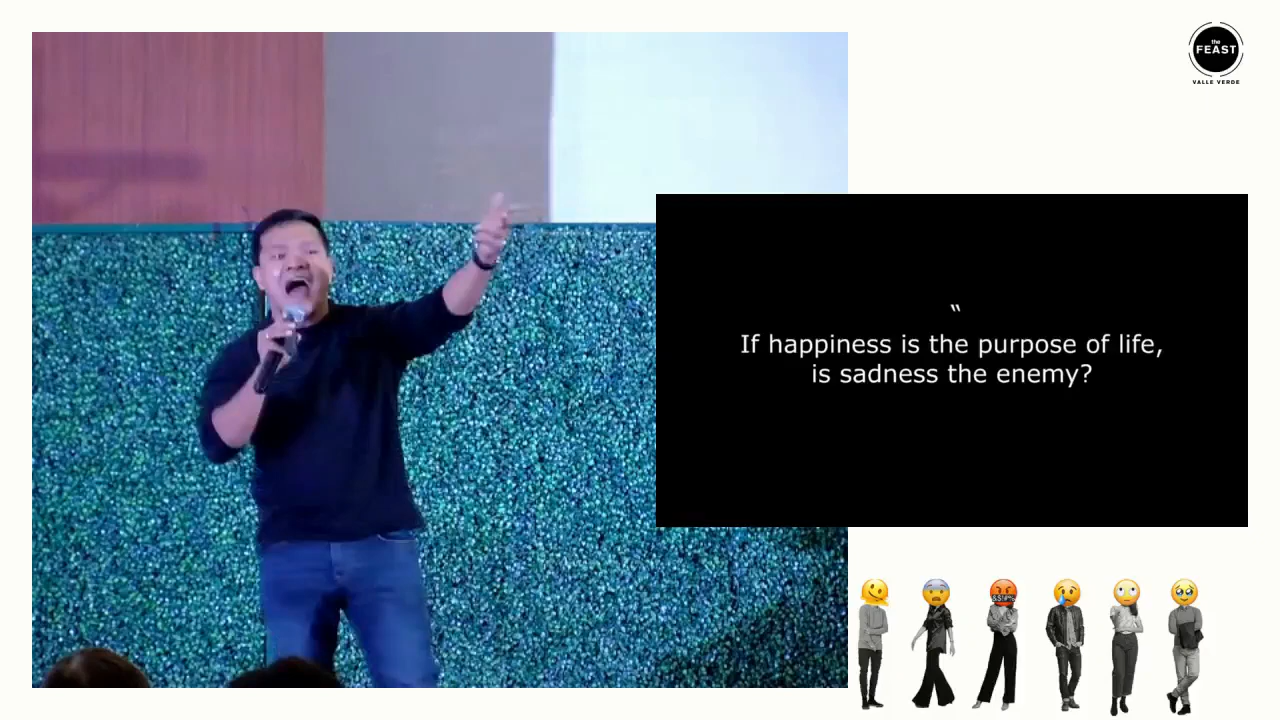 the
FEAST
VALLE VERDE
“
If happiness is the purpose of life,
is sadness the enemy?